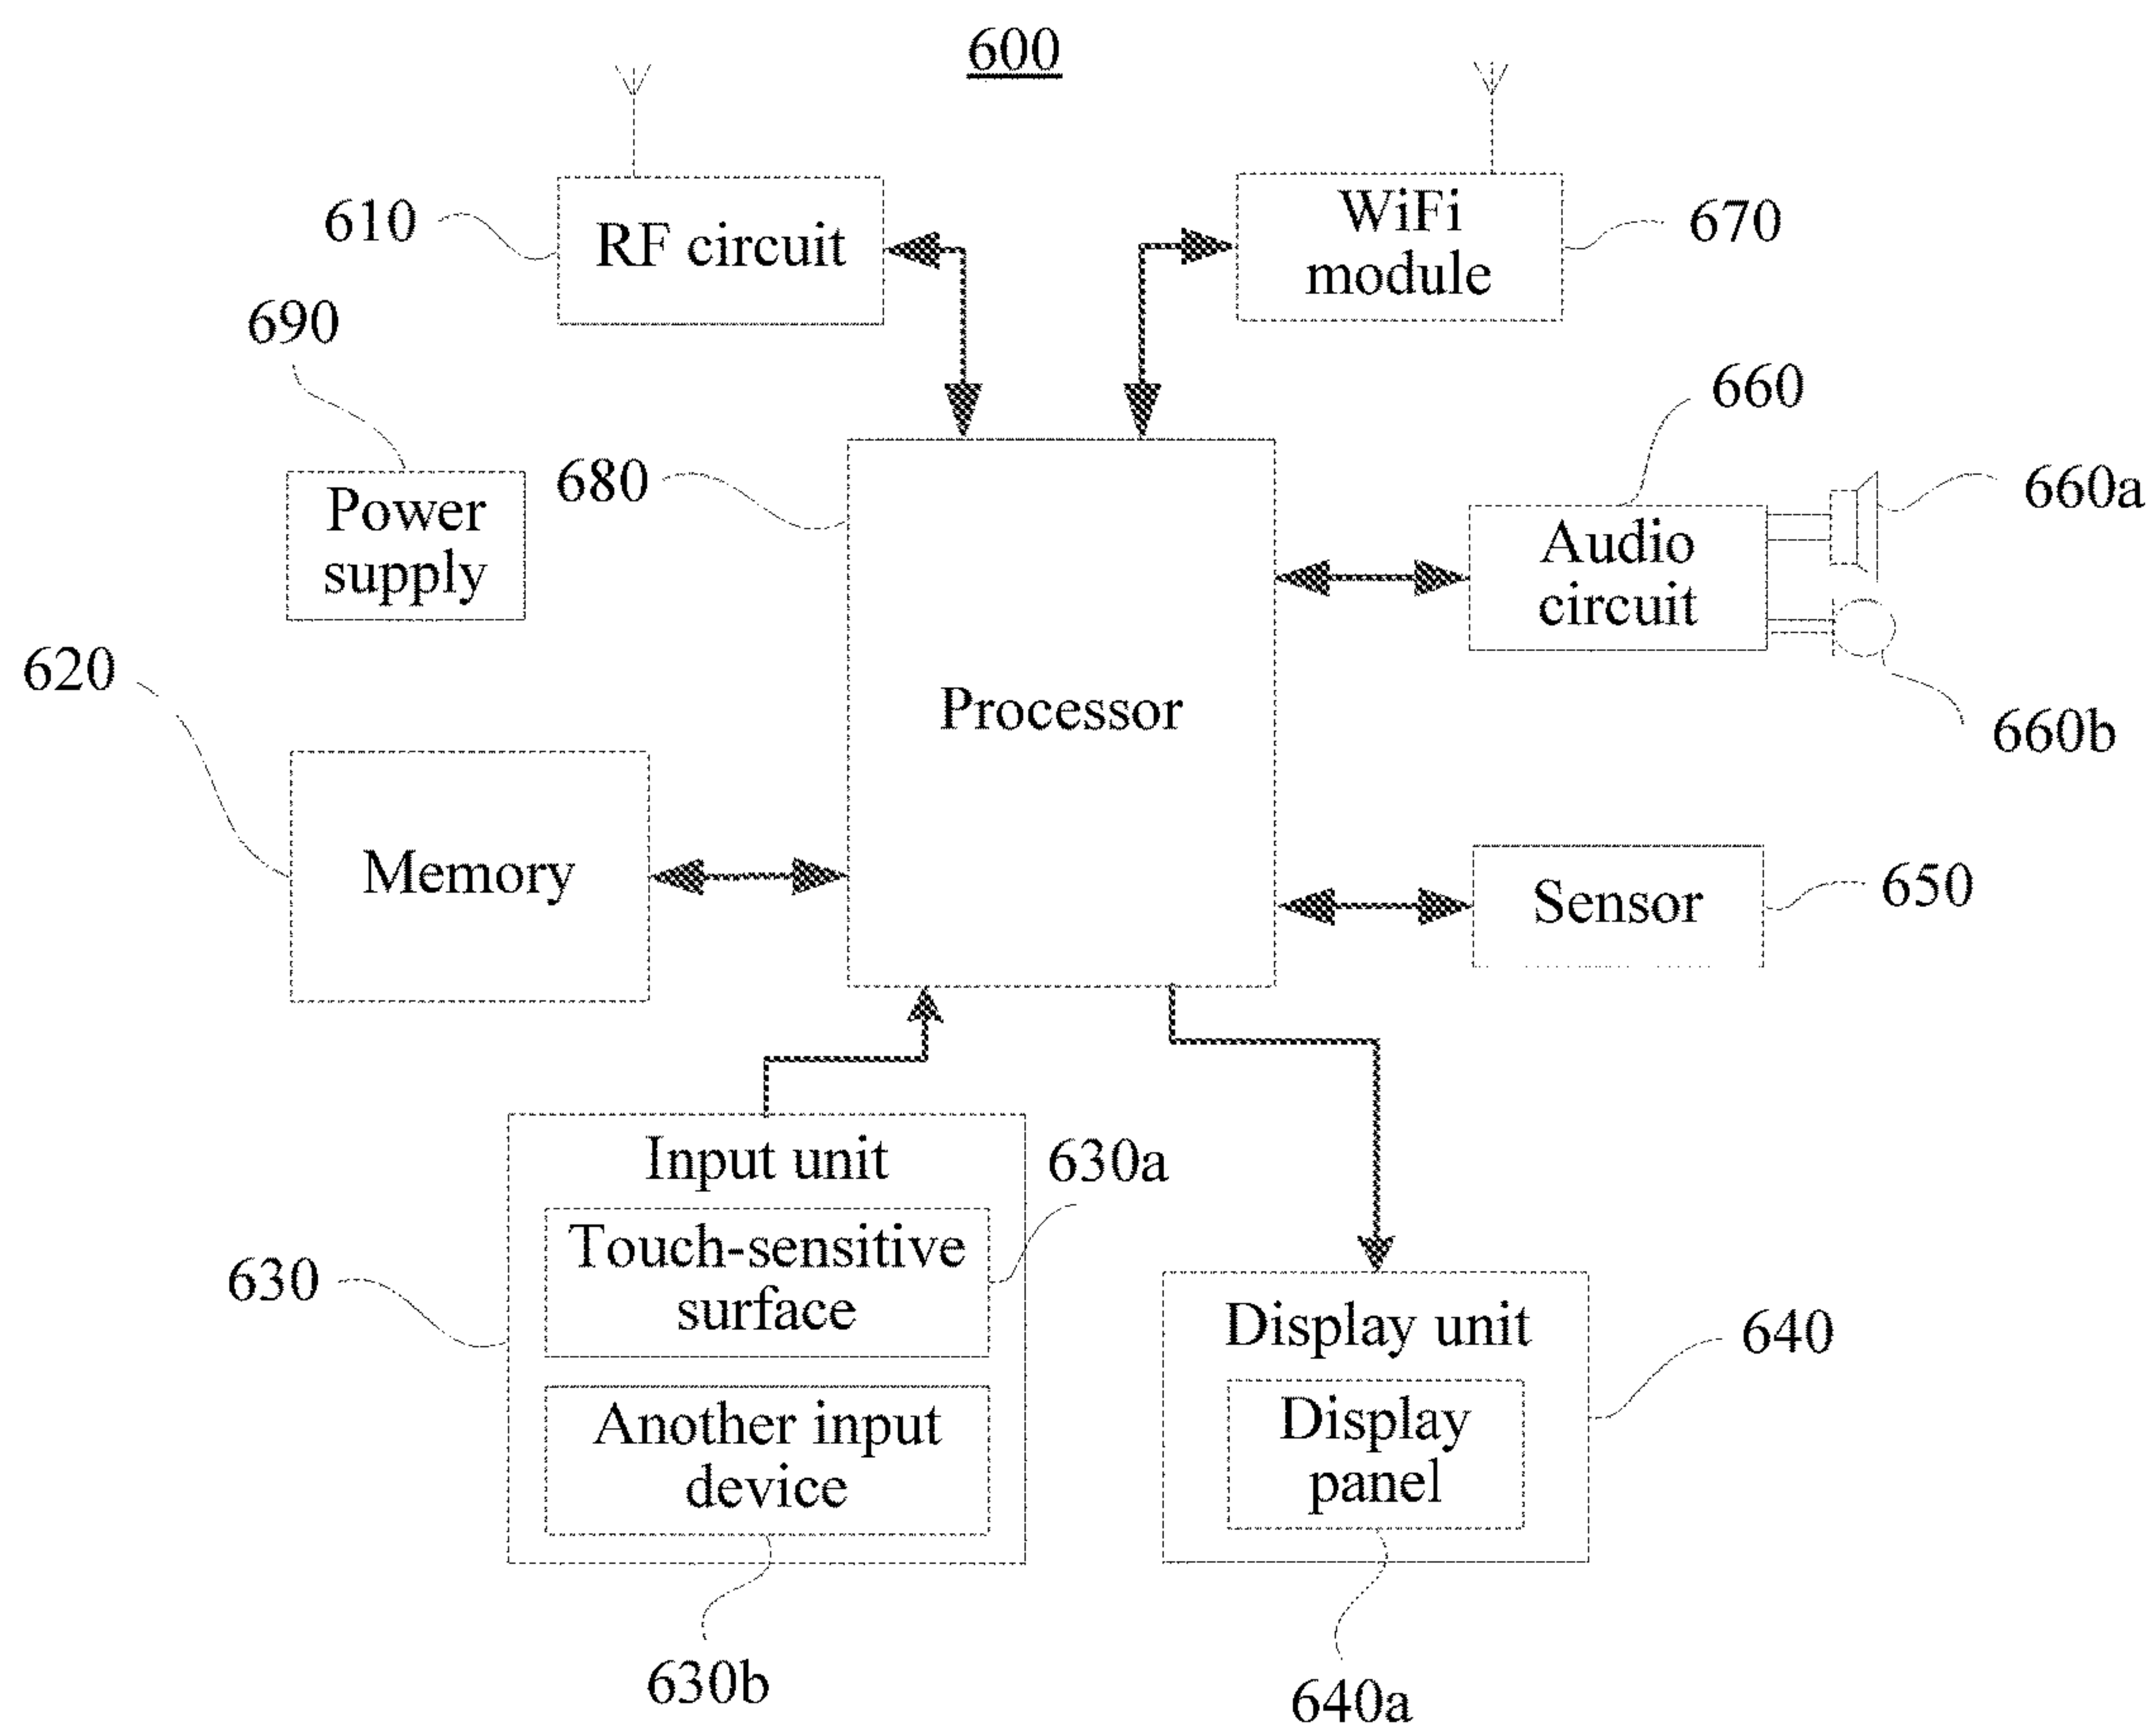 600
610
RF circuit
WiFi
module
670
690
660
Power
supply
680
Audio
circuit
660a
620
Processor
660b
Memory
Sensor
650
Input unit
630a
Touch-sensitive
surface
630
Display unit
640
Another input
device
Display
panel
630b
640a